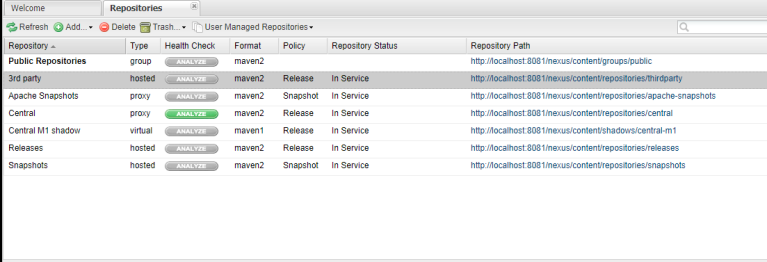 Welcome Repositories
Refresh Add... Delete Trash... User Managed Repositories
Repository Type Health Check Format Policy Repository Status Repository Path
Public Repositories group ANALYZE maven2 http://localhost:8081/nexus/content/groups/public
3rd party hosted ANALYZE maven2 Release In Service http://localhost:8081/nexus/content/repositories/thirdparty
Apache Snapshots proxy ANALYZE maven2 Snapshot In Service http://localhost:8081/nexus/content/repositories/apache-snapshots
Central proxy ANALYZE maven2 Release In Service http://localhost:8081/nexus/content/repositories/central
Central M1 shadow virtual ANALYZE maven1 Release In Service http://localhost:8081/nexus/content/shadows/central-m1
Releases hosted ANALYZE maven2 Release In Service http://localhost:8081/nexus/content/repositories/releases
Snapshots hosted ANALYZE maven2 Snapshot In Service http://localhost:8081/nexus/content/repositories/snapshots